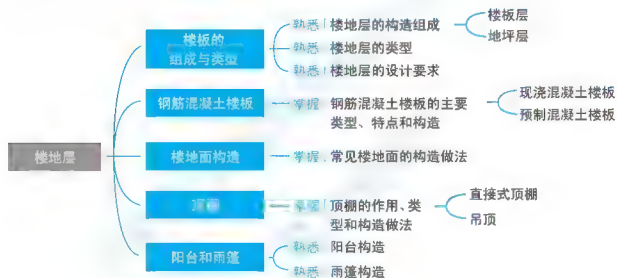 楼地层
楼板的
组成与类型
熟悉 楼地层的构造组成
楼板层
地坪层
熟悉 楼地层的类型
熟悉 楼地层的设计要求
钢筋混凝土楼板
掌握 钢筋混凝土楼板的主要
类型、特点和构造
现浇混凝土楼板
预制混凝土楼板
楼地面构造
掌握 常见楼地面的构造做法
顶棚
掌握 顶棚的作用、类
型和构造做法
直接式顶棚
吊顶
阳台和雨篷
熟悉 阳台构造
熟悉 雨篷构造